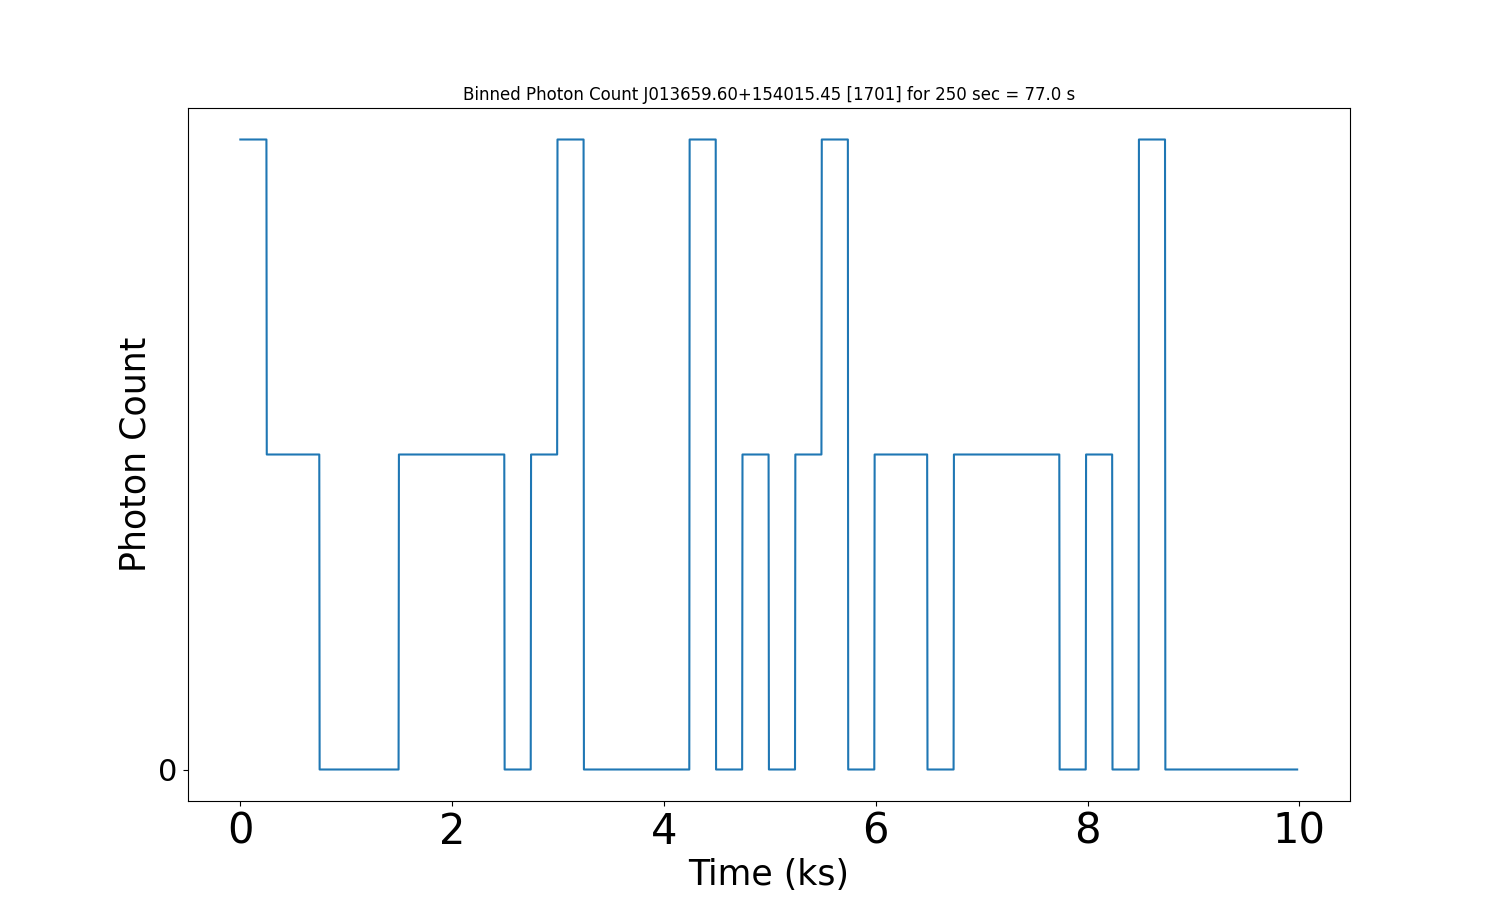 Binned Photon Count J013659.60+154015.45 [1701] for 250 sec = 77.0 s
Photon Count
0
0 2 4 6 8 10
Time (ks)